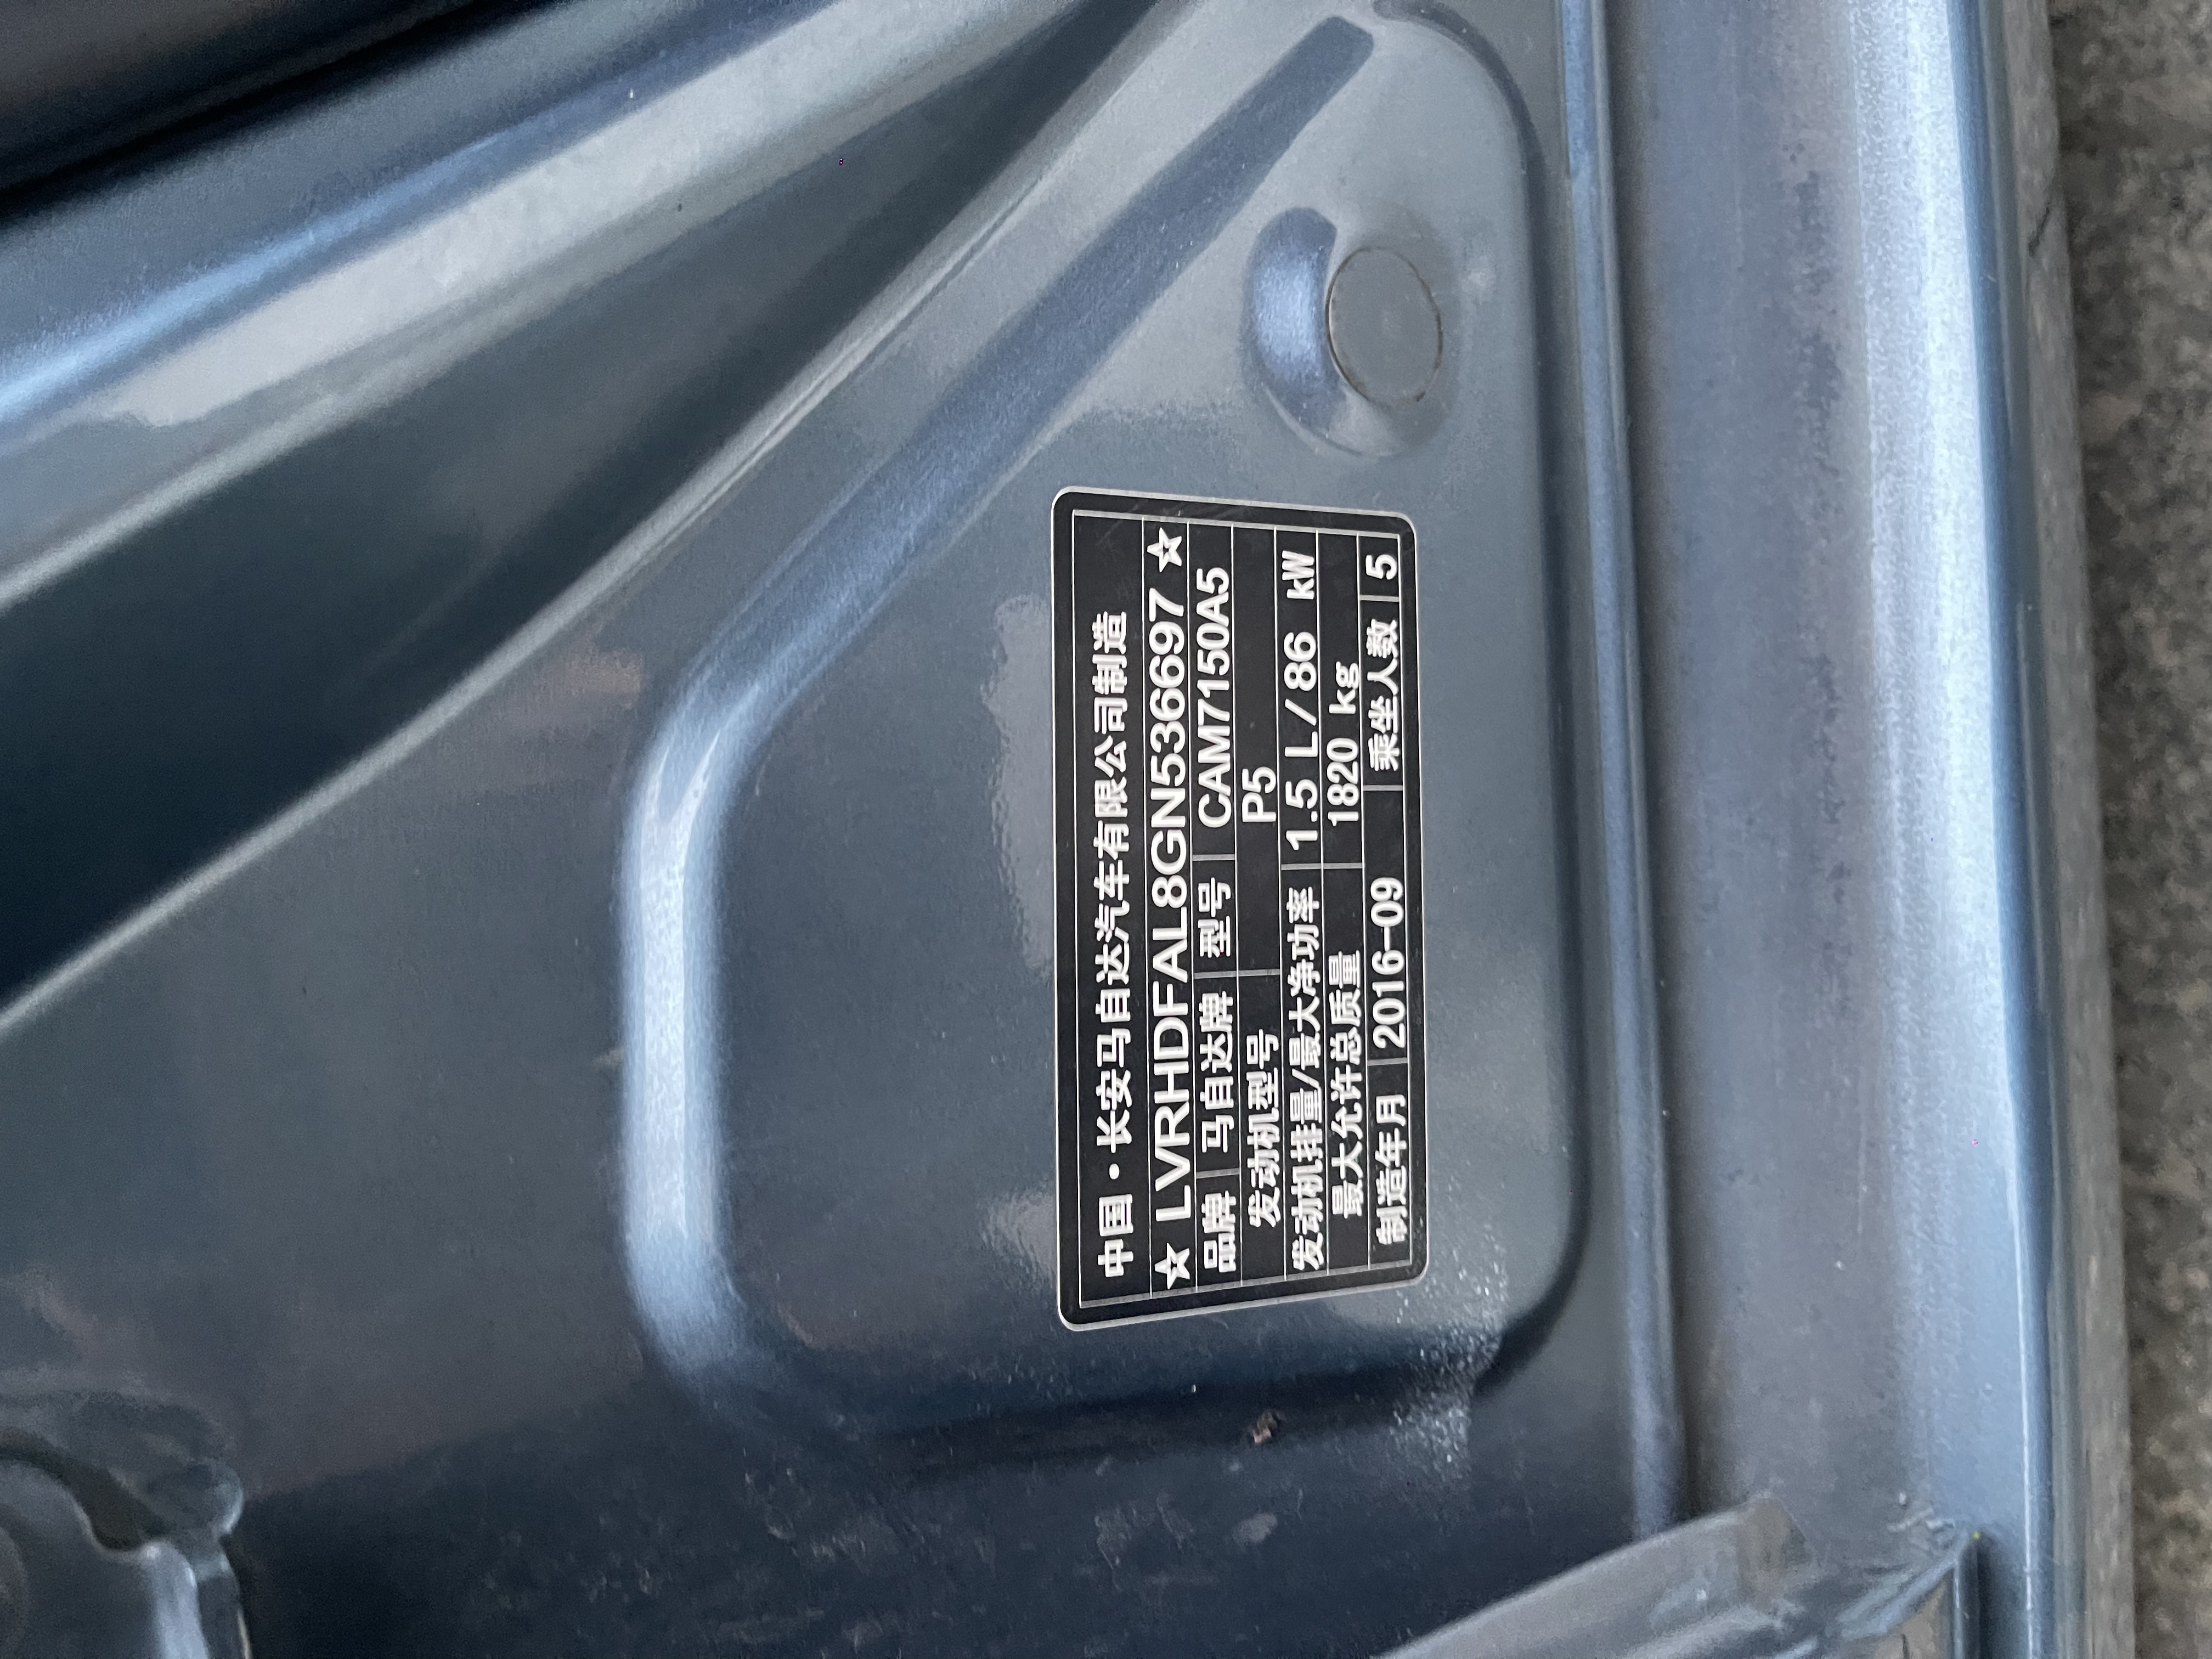 中国·长安马自达汽车有限公司制造
☆ LVRHDFAL8GN536697 ☆
品牌 马自达牌 型号 CAM7150A5
发动机型号 P5
发动机排量/最大净功率 1.5 L/86 kW
最大允许总质量 1820 kg
制造年月 2016-09 乘坐人数 5